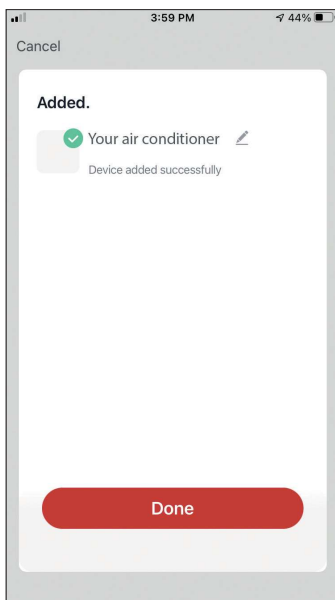 3:59 PM 44%
Cancel
Added.
Your air conditioner
Device added successfully
Done